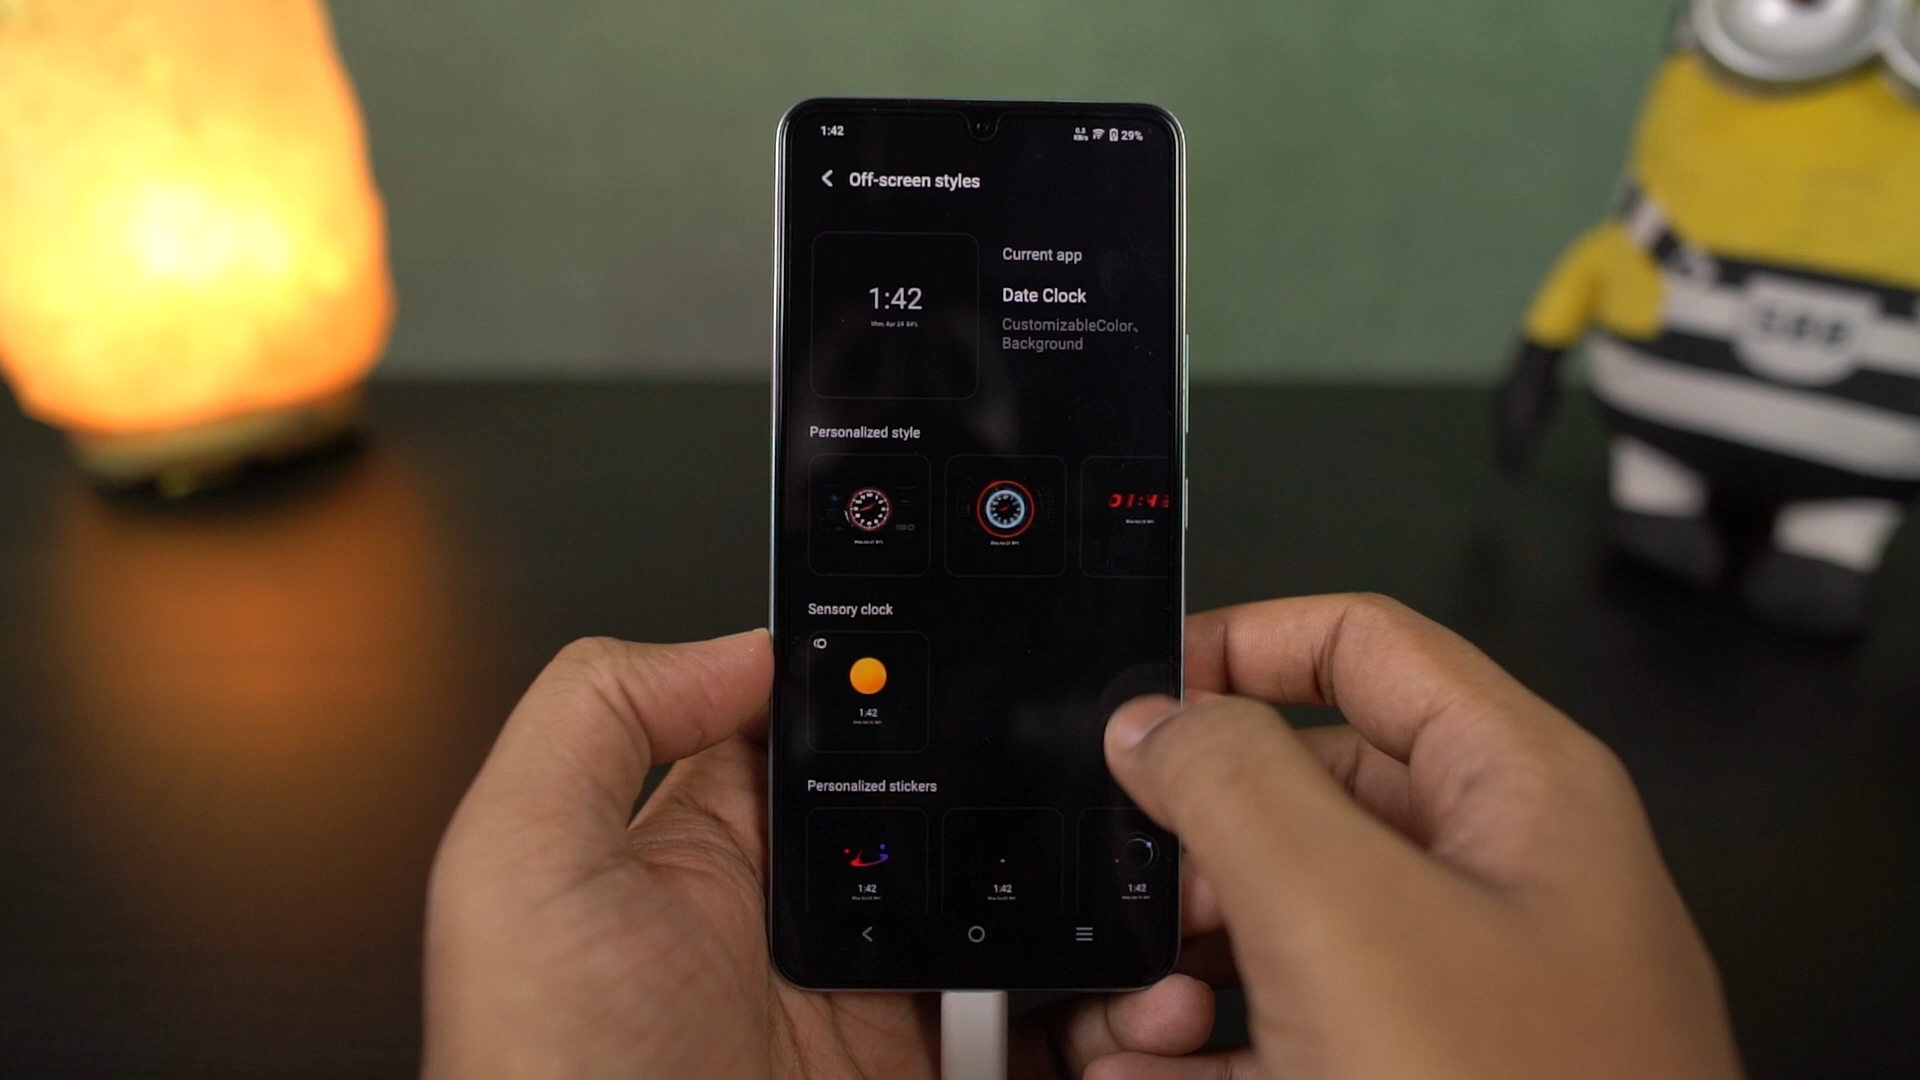 1:42
29%
Off-screen styles
1:42
Current app
Date Clock
CustomizableColor、
Background
Personalized style
Sensory clock
1:42
Personalized stickers
1:42
1:42
1:42